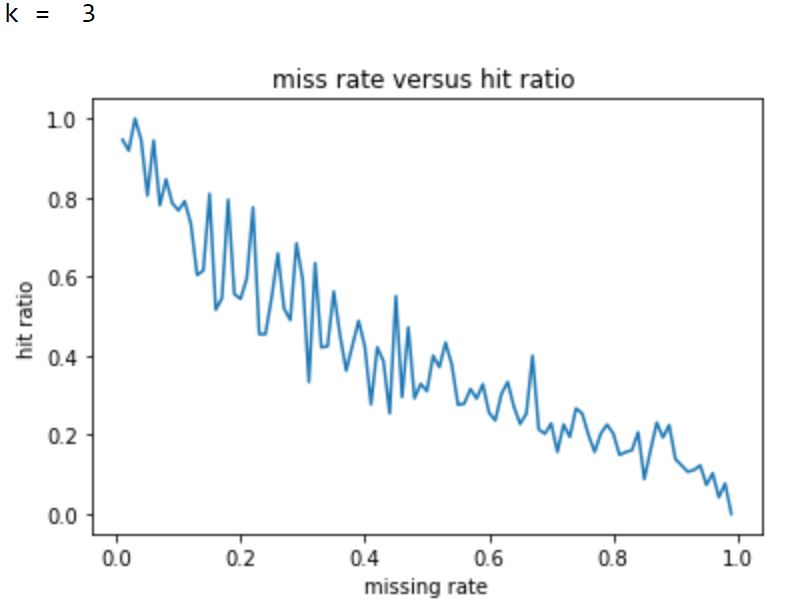 k =  3
miss rate versus hit ratio
1.0
0.8
0.6
0.4
0.2
0.0
hit ratio
0.0 0.2 0.4 0.6 0.8 1.0
missing rate